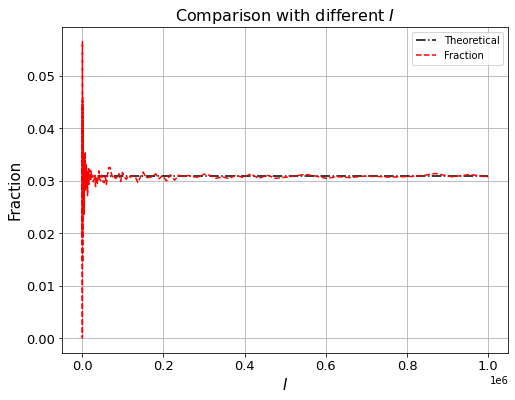 Comparison with different I
Theoretical
Fraction
Fraction
0.05
0.04
0.03
0.02
0.01
0.00
0.0 0.2 0.4 0.6 0.8 1.0
1e6
I